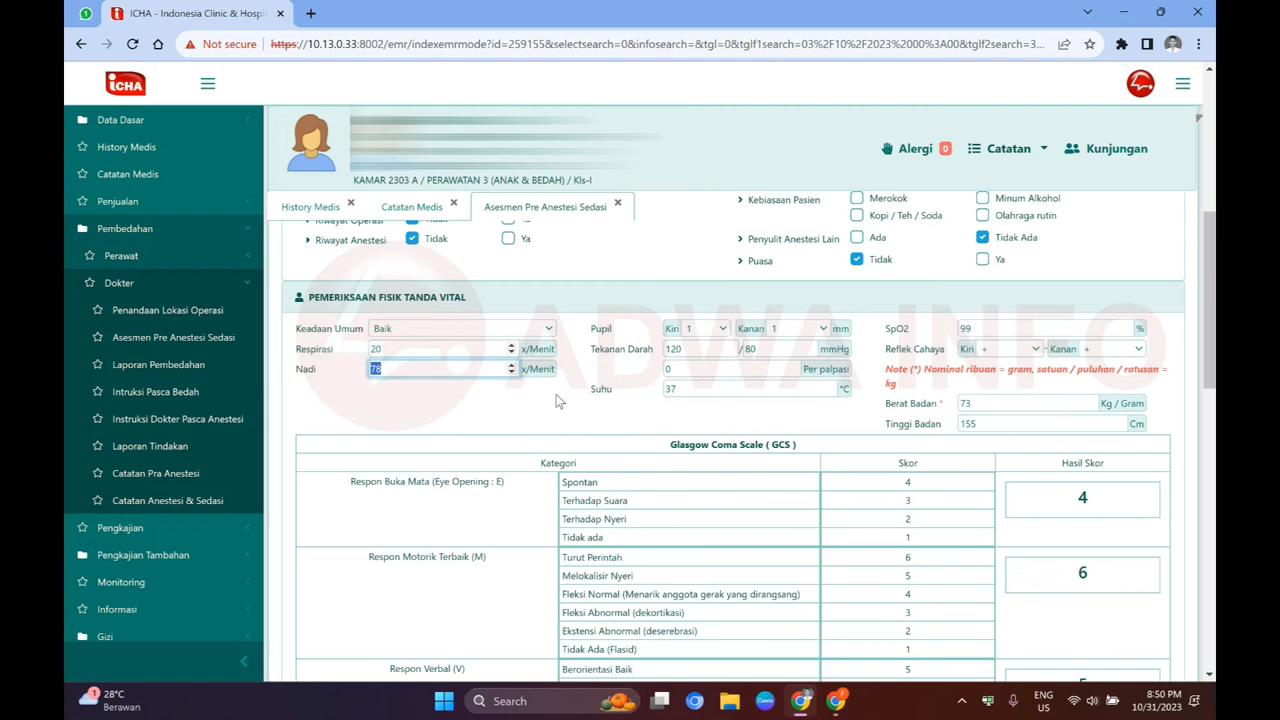 ICHA - Indonesia Clinic & Hospi
Not secure
https://10.13.0.33:8002/emr/indexemrmode?id=259155&selectsearch=0&infosearch=&tgl=0&tglf1search=03%2F10%2F2023%2000%3A00&tglf2search=3...
iCHA
Data Dasar
History Medis
Catatan Medis
Penjualan
Pembedahan
Perawat
Dokter
Penandaan Lokasi Operasi
Asesmen Pre Anestesi Sedasi
Laporan Pembedahan
Intruksi Pasca Bedah
Instruksi Dokter Pasca Anestesi
Laporan Tindakan
Catatan Pra Anestesi
Catatan Anestesi & Sedasi
Pengkajian
Pengkajian Tambahan
Monitoring
Informasi
Gizi
Alergi 0 Catatan Kunjungan
KAMAR 2303 A / PERAWATAN 3 (ANAK & BEDAH) / Kls-I
History Medis Catatan Medis Asesmen Pre Anestesi Sedasi
Riwayat Operasi Tidak Ya
Riwayat Anestesi Tidak Ya
Kebiasaan Pasien Merokok Minum Alkohol
Kopi / Teh / Soda Olahraga rutin
Penyulit Anestesi Lain Ada Tidak Ada
Puasa Tidak Ya
PEMERIKSAAN FISIK TANDA VITAL
ADWA INFO
Keadaan Umum Baik Pupil Kiri 1 Kanan 1 mm SpO2 99 %
Respirasi 20 x/Menit Tekanan Darah 120 / 80 mmHg Reflek Cahaya Kiri + - Kanan +
Nadi 78 x/Menit 0 Per palpasi Note (*) Nominal ribuan = gram, satuan / puluhan / ratusan =
kg
Suhu 37 °C
Berat Badan * 73 Kg / Gram
Tinggi Badan 155 Cm
Glasgow Coma Scale ( GCS )
Kategori Skor Hasil Skor
Respon Buka Mata (Eye Opening : E) Spontan 4 4
Terhadap Suara 3
Terhadap Nyeri 2
Tidak ada 1
Respon Motorik Terbaik (M) Turut Perintah 6 6
Melokalisir Nyeri 5
Fleksi Normal (Menarik anggota gerak yang dirangsang) 4
Fleksi Abnormal (dekortikasi) 3
Ekstensi Abnormal (deserebrasi) 2
Tidak Ada (Flasid) 1
Respon Verbal (V) Berorientasi Baik 5
1
28°C
Berawan
Search
ENG
US
8:50 PM
10/31/2023